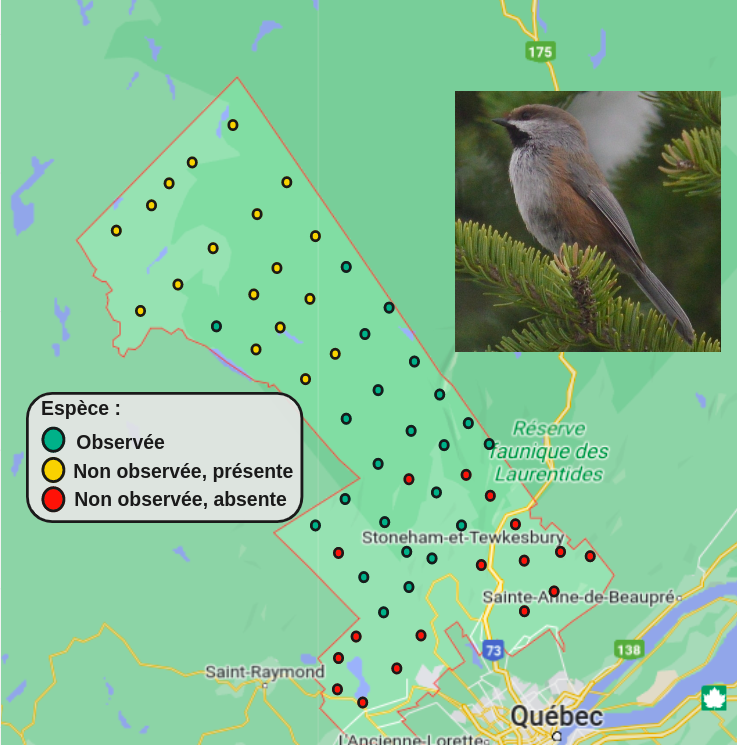 175
Espèce :
Observée
Non observée, présente
Non observée, absente
Réserve
faunique des
Laurentides
Stoneham-et-Tewkesbury
Sainte-Anne-de-Beaupré
73
138
Saint-Raymond
Québec
L'Ancienne-Lorette